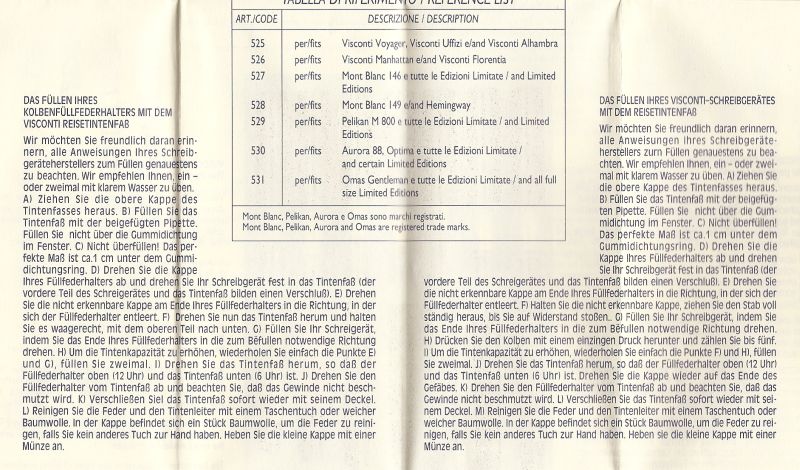 TABELLA DI RIFERIMENTO / REFERENCE LIST
ART./CODE DESCRIZIONE / DESCRIPTION
525 per/fits Visconti Voyager, Visconti Uffizi e/and Visconti Alhambra
526 per/fits Visconti Manhattan e/and Visconti Florentia
527 per/fits Mont Blanc 146 e tutte le Edizioni Limitate / and Limited
Editions
528 per/fits Mont Blanc 149 e/and Hemingway
529 per/fits Pelikan M 800 e tutte le Edizioni Limitate / and Limited
Editions
530 per/fits Aurora 88, Optima e tutte le Edizioni Limitate /
and certain Limited Editions
531 per/fits Omas Gentleman e tutte le Edizioni Limitate / and all full
size Limited Editions
Mont Blanc, Pelikan, Aurora e Omas sono marchi registrati.
Mont Blanc, Pelikan, Aurora and Omas are registered trade marks.
DAS FÜLLEN IHRES
KOLBENFÜLLFEDERHALTERS MIT DEM
VISCONTI REISETINTENFAß
Wir möchten Sie freundlich daran erin-
nern, alle Anweisungen Ihres Schreib-
geräteherstellers zum Füllen genauestens
zu beachten. Wir empfehlen Ihnen, ein –
oder zweimal mit klarem Wasser zu üben.
A) Ziehen Sie die obere Kappe des
Tintenfasses heraus. B) Füllen Sie das
Tintenfaß mit der beigefügten Pipette.
Füllen Sie nicht über die Gummidichtung
im Fenster. C) Nicht überfüllen! Das per-
fekte Maß ist ca.1 cm unter dem Gummi-
dichtungsring. D) Drehen Sie die Kappe
Ihres Füllfederhalters ab und drehen Sie Ihr Schreibgerät fest in das Tintenfaß (der
vordere Teil des Schreigerätes und das Tintenfaß bilden einen Verschluß). E) Drehen
Sie die nicht erkennbare Kappe am Ende Ihres Füllfederhalters in die Richtung, in der
sich der Füllfederhalter entleert. F) Drehen Sie nun das Tintenfaß herum und halten
Sie es waagerecht, mit dem oberen Teil nach unten. G) Füllen Sie Ihr Schreigerät,
indem Sie das Ende Ihres Füllfederhalters in die zum Befüllen notwendige Richtung
drehen. H) Um die Tintenkapazität zu erhöhen, wiederholen Sie einfach die Punkte E)
und G), füllen Sie zweimal. I) Drehen Sie das Tintenfaß herum, so daß der
Füllfederhalter oben (12 Uhr) und das Tintenfaß unten (6 Uhr) ist. J) Drehen Sie den
Füllfederhalter vom Tintenfaß ab und beachten Sie, daß das Gewinde nicht besch-
mutzt wird. K) Verschließen Siel das Tintenfaß sofort wieder mit seinem Deckel.
L) Reinigen Sie die Feder und den Tintenleiter mit einem Taschentuch oder weicher
Baumwolle. In der Kappe befindet sich ein Stück Baumwolle, um die Feder zu reini-
gen, falls Sie kein anderes Tuch zur Hand haben. Heben Sie die kleine Kappe mit einer
Münze an.
DAS FÜLLEN IHRES VISCONTI–SCHREIBGERÄTES
MIT DEM REISETINTENFAß
Wir möchten Sie freundlich daran erinnern,
alle Anweisungen Ihres Schreibgeräte-
herstellers zum Füllen genauestens zu bea-
chten. Wir empfehlen Ihnen, ein – oder zwei-
mal mit klarem Wasser zu üben. A) Ziehen Sie
die obere Kappe des Tintenfasses heraus.
B) Füllen Sie das Tintenfaß mit der beigefüg-
ten Pipette. Füllen Sie nicht über die Gum-
midichtung im Fenster. C) Nicht überfüllen!
Das perfekte Maß ist ca.1 cm unter dem
Gummidichtungsring. D) Drehen Sie die
Kappe Ihres Füllfederhalters ab und drehen
Sie Ihr Schreibgerät fest in das Tintenfaß (der
vordere Teil des Schreigerätes und das Tintenfaß bilden einen Verschluß). E) Drehen Sie
die nicht erkennbare Kappe am Ende Ihres Füllfederhalters in die Richtung, in der sich der
Füllfederhalter entleert. F) Halten Sie die nicht erkennbare Kappe, ziehen Sie den Stab voll
ständig heraus, bis Sie auf Widerstand stoßen. G) Füllen Sie Ihr Schreigerät, indem Sie
das Ende Ihres Füllfederhalters in die zum Befüllen notwendige Richtung drehen.
H) Drücken Sie den Kolben mit einem einzingen Druck herunter und zählen Sie bis fünf.
I) Um die Tintenkapazität zu erhöhen, wiederholen Sie einfach die Punkte F) und H), füllen
Sie zweimal. J) Drehen Sie das Tintenfaß herum, so daß der Füllfederhalter oben (12 Uhr)
und das Tintenfaß unten (6 Uhr) ist. Drehen Sie die Kappe wieder auf das Ende des
Gefäßes. K) Drehen Sie den Füllfederhalter vom Tintenfaß ab und beachten Sie, daß das
Gewinde nicht beschmutzt wird. L) Verschließen Sie das Tintenfaß sofort wieder mit sei-
nem Deckel. M) Reinigen Sie die Feder und den Tintenleiter mit einem Taschentuch oder
weicher Baumwolle. In der Kappe befindet sich ein Stück Baumwolle, um die Feder zu rei-
nigen, falls Sie kein anderes Tuch zur Hand haben. Heben Sie die kleine Kappe mit einer
Münze an.